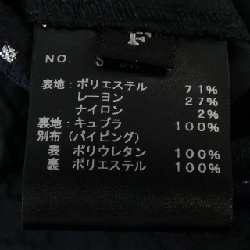 F
NO.
表地：ポリエステル 71%
レーヨン 27%
ナイロン 2%
裏地：キュプラ 100%
別布（パイピング）
表 ポリウレタン 100%
裏 ポリエステル 100%